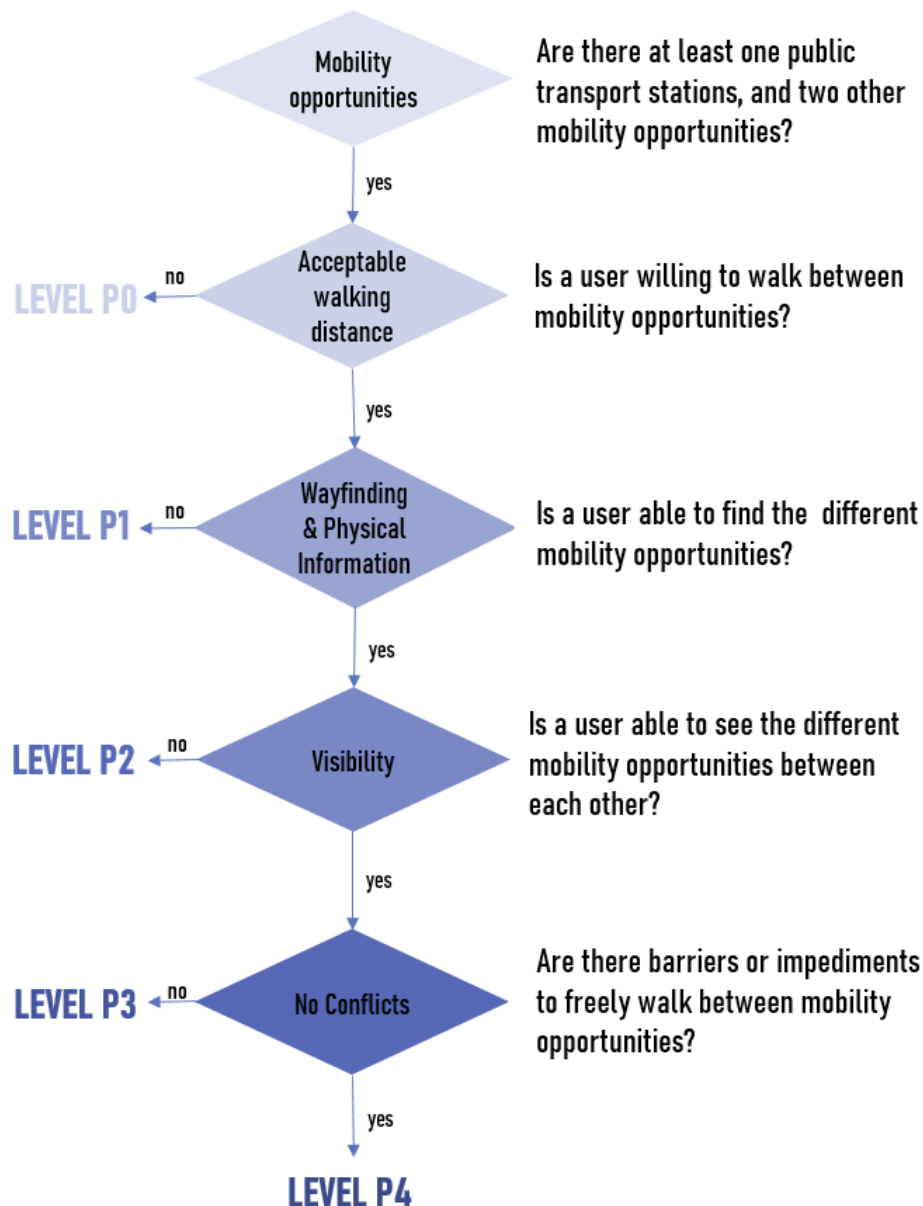 Mobility
opportunities
Are there at least one public
transport stations, and two other
mobility opportunities?
yes
Acceptable
walking
distance
no
LEVEL P0
Is a user willing to walk between
mobility opportunities?
yes
Wayfinding
& Physical
Information
no
LEVEL P1
Is a user able to find the different
mobility opportunities?
yes
Visibility
no
LEVEL P2
Is a user able to see the different
mobility opportunities between
each other?
yes
No Conflicts
no
LEVEL P3
Are there barriers or impediments
to freely walk between mobility
opportunities?
yes
LEVEL P4